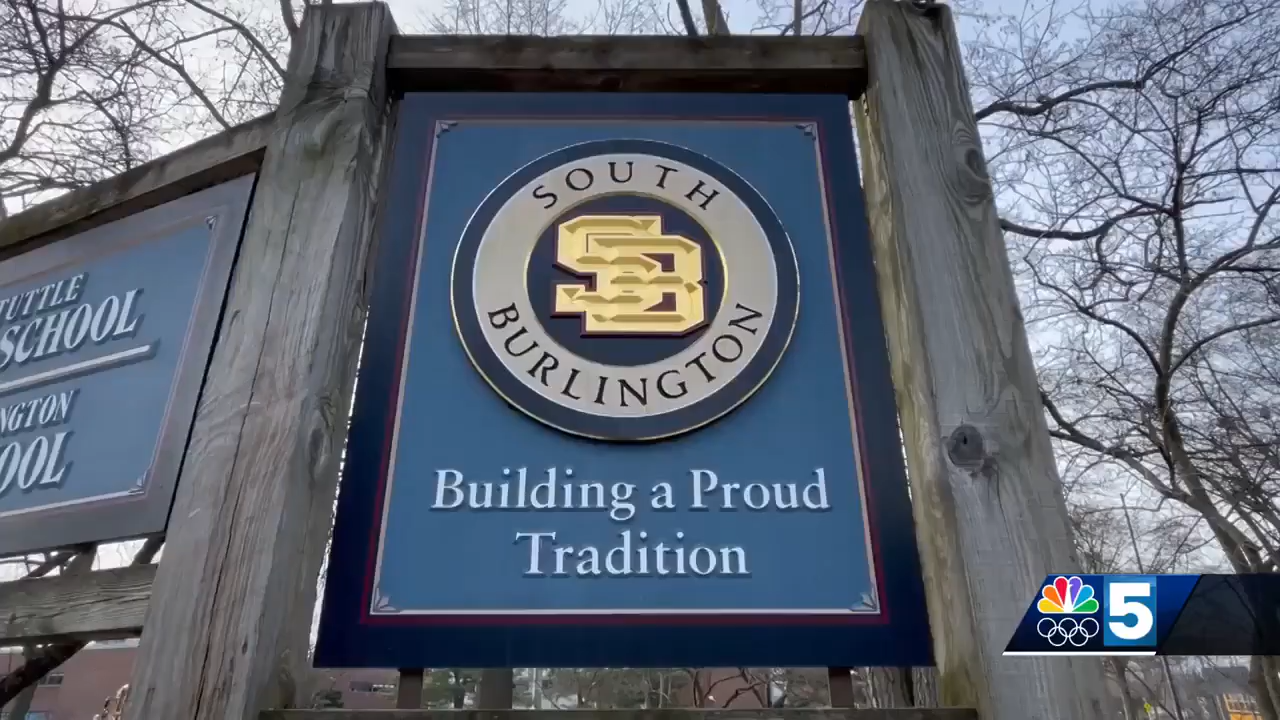 TUTTLE
SCHOOL
NGTON
OOL
SOUTH
SB
BURLINGTON
Building a Proud
Tradition
5